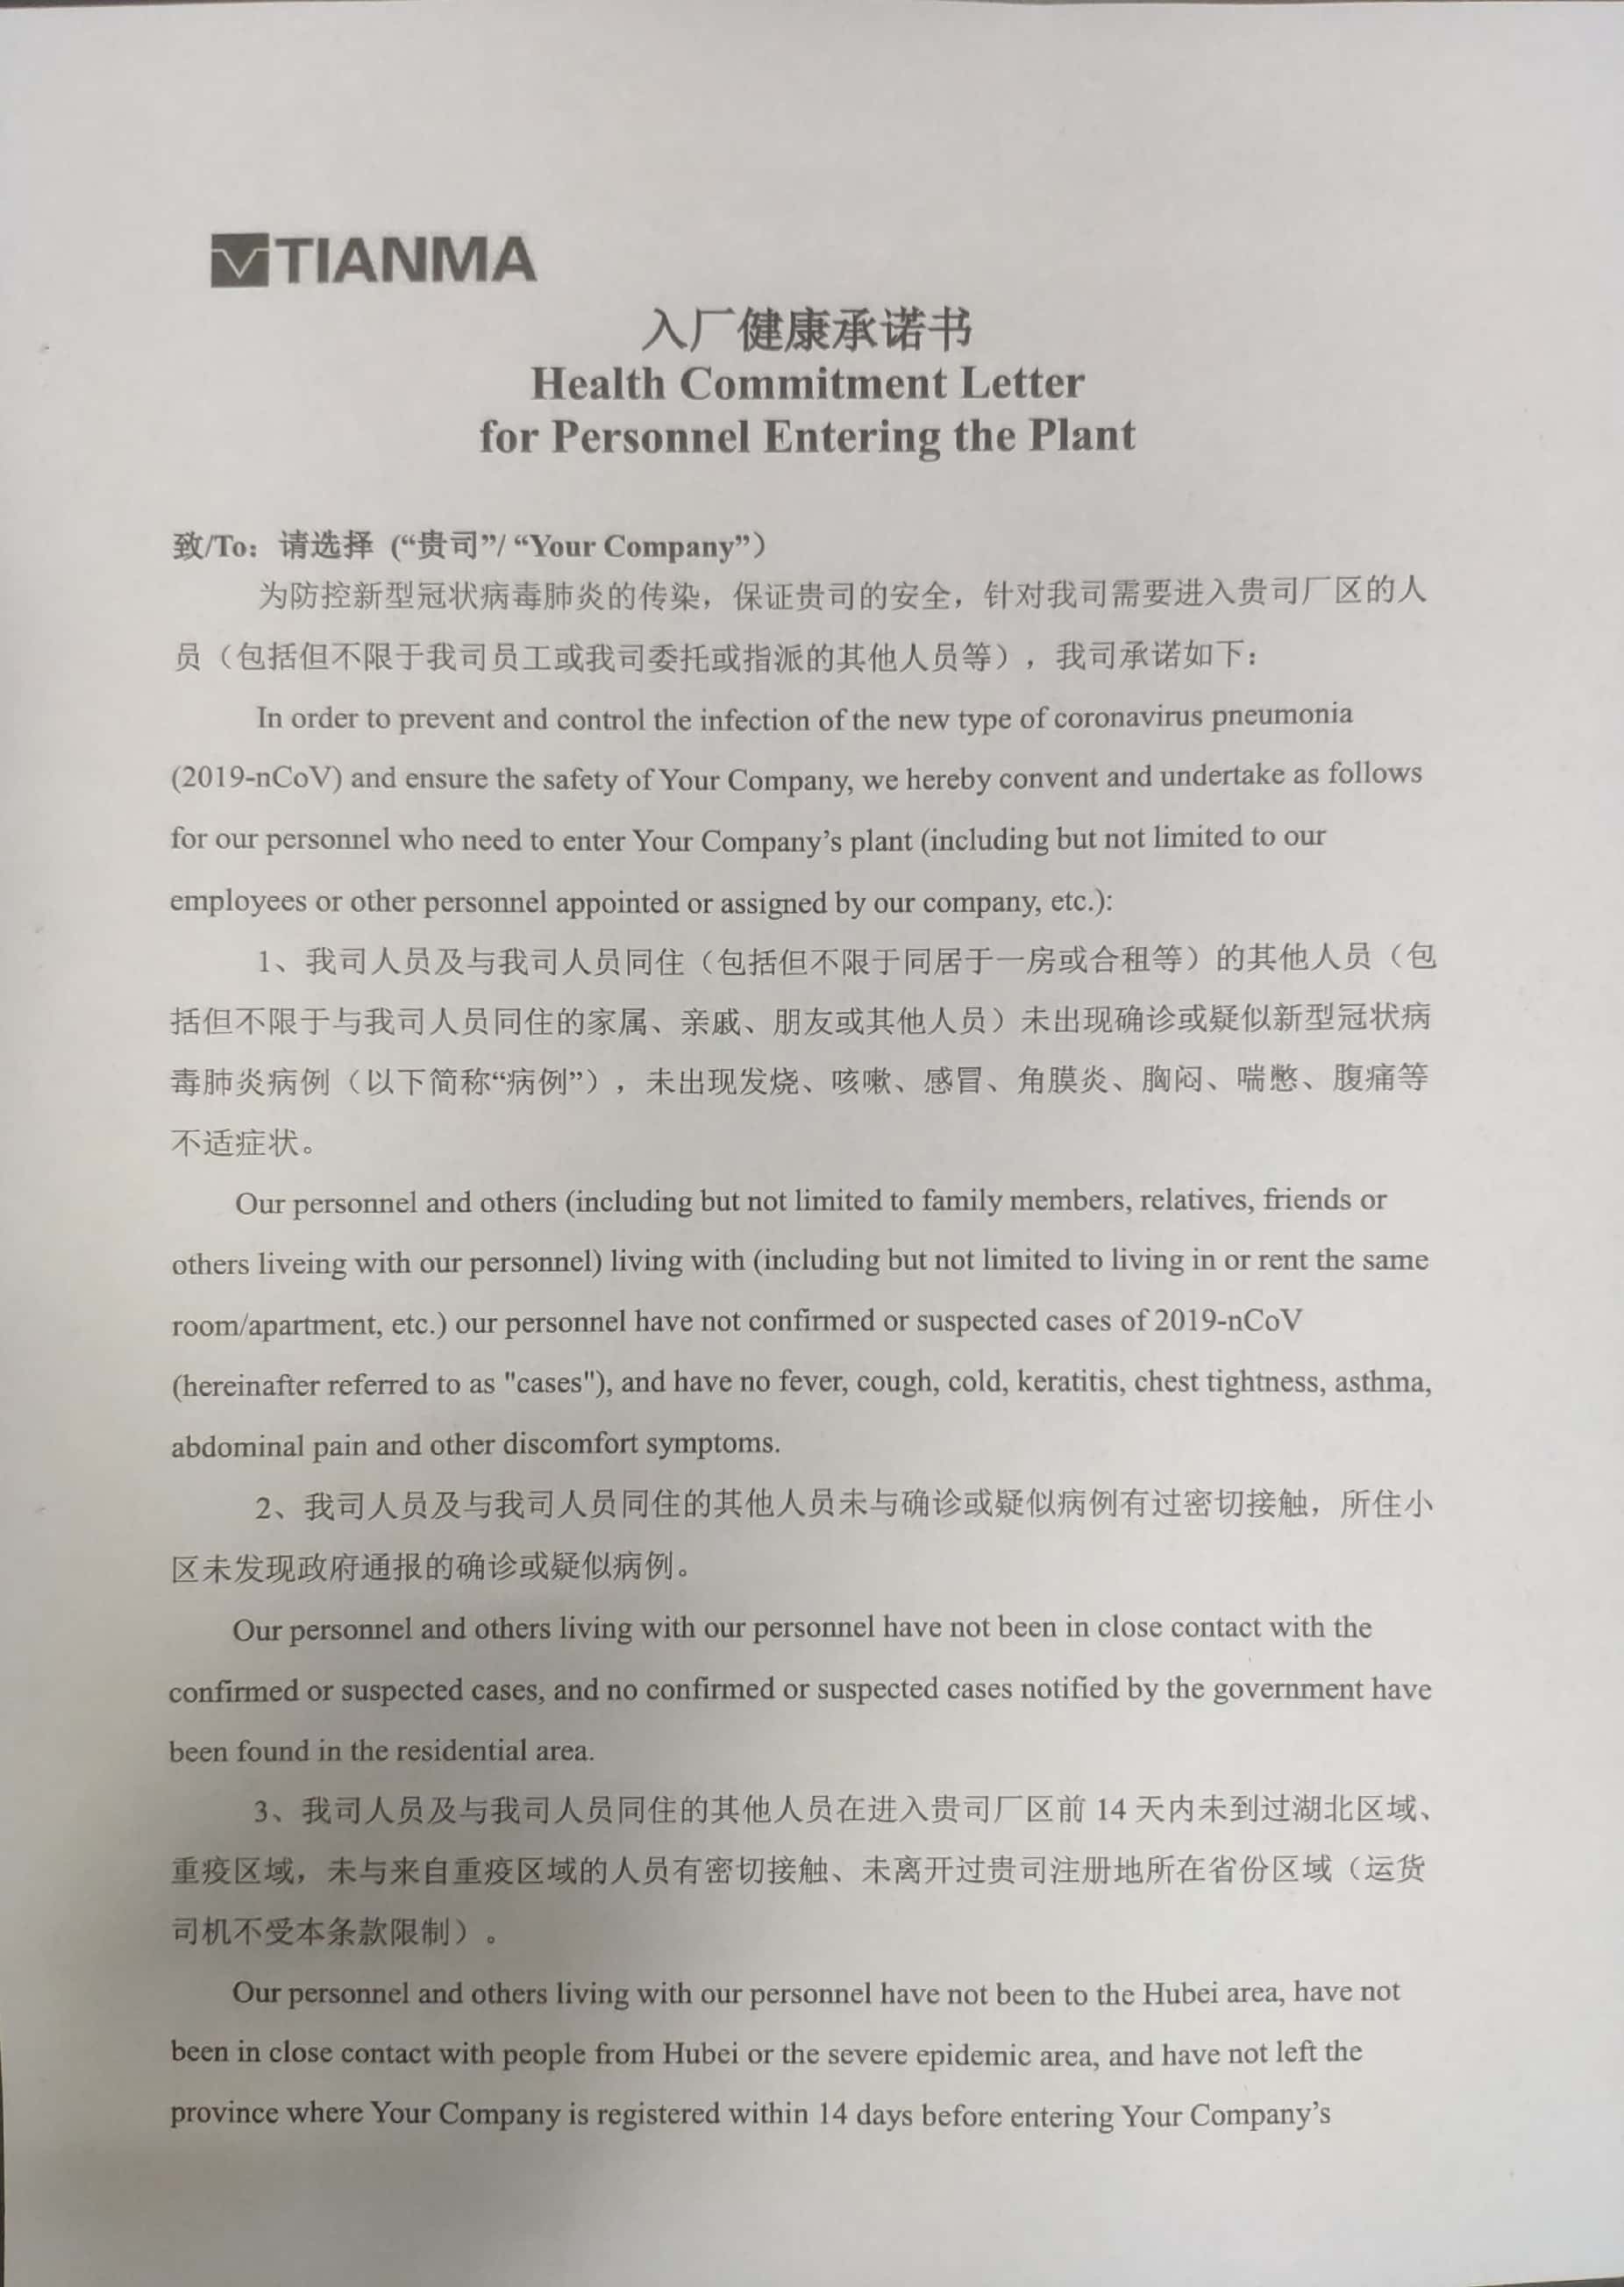 TIANMA
入厂健康承诺书
Health Commitment Letter
for Personnel Entering the Plant
致/To：请选择 (“贵司”/ “Your Company”）
为防控新型冠状病毒肺炎的传染，保证贵司的安全，针对我司需要进入贵司厂区的人
员（包括但不限于我司员工或我司委托或指派的其他人员等），我司承诺如下：
In order to prevent and control the infection of the new type of coronavirus pneumonia
(2019-nCoV) and ensure the safety of Your Company, we hereby convent and undertake as follows
for our personnel who need to enter Your Company’s plant (including but not limited to our
employees or other personnel appointed or assigned by our company, etc.):
1、我司人员及与我司人员同住（包括但不限于同居于一房或合租等）的其他人员（包
括但不限于与我司人员同住的家属、亲戚、朋友或其他人员）未出现确诊或疑似新型冠状病
毒肺炎病例（以下简称“病例”），未出现发烧、咳嗽、感冒、角膜炎、胸闷、喘憋、腹痛等
不适症状。
Our personnel and others (including but not limited to family members, relatives, friends or
others liveing with our personnel) living with (including but not limited to living in or rent the same
room/apartment, etc.) our personnel have not confirmed or suspected cases of 2019-nCoV
(hereinafter referred to as "cases"), and have no fever, cough, cold, keratitis, chest tightness, asthma,
abdominal pain and other discomfort symptoms.
2、我司人员及与我司人员同住的其他人员未与确诊或疑似病例有过密切接触，所住小
区未发现政府通报的确诊或疑似病例。
Our personnel and others living with our personnel have not been in close contact with the
confirmed or suspected cases, and no confirmed or suspected cases notified by the government have
been found in the residential area.
3、我司人员及与我司人员同住的其他人员在进入贵司厂区前 14 天内未到过湖北区域、
重疫区域，未与来自重疫区域的人员有密切接触、未离开过贵司注册地所在省份区域（运货
司机不受本条款限制）。
Our personnel and others living with our personnel have not been to the Hubei area, have not
been in close contact with people from Hubei or the severe epidemic area, and have not left the
province where Your Company is registered within 14 days before entering Your Company’s